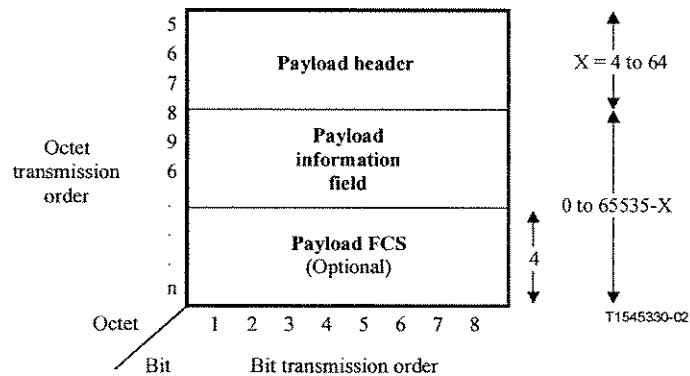 5
6
7
8
9
6
.
.
.
n
Octet
transmission
order
Payload header
Payload
information
field
Payload FCS
(Optional)
X = 4 to 64
0 to 65535-X
4
T1545330-02
Octet
1 2 3 4 5 6 7 8
Bit
Bit transmission order